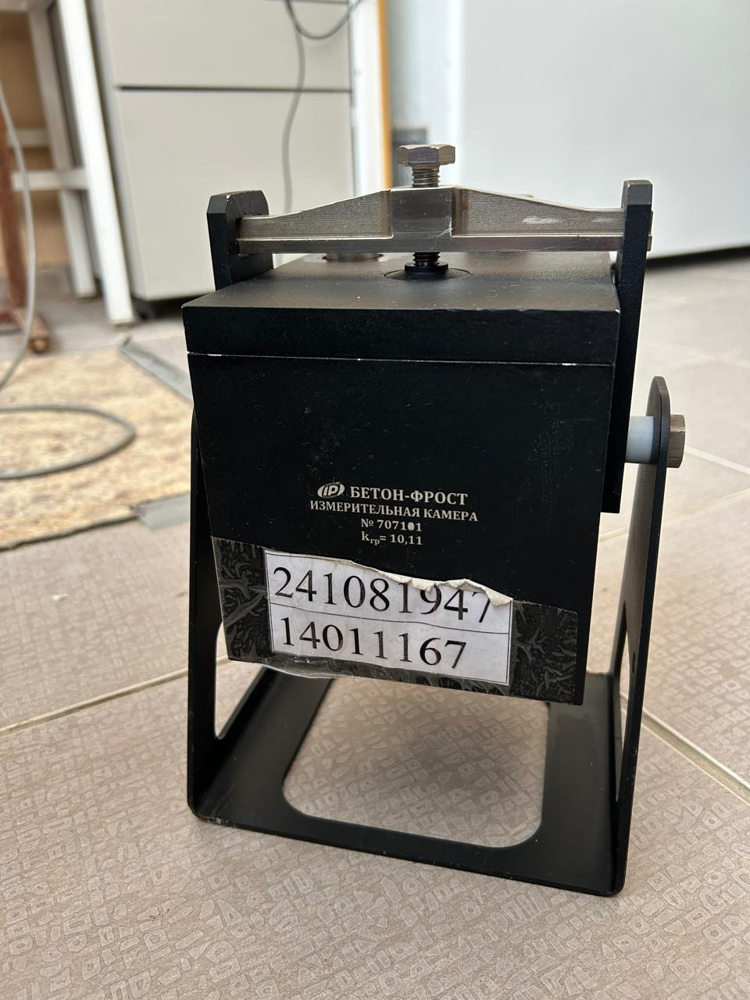 БЕТОН-ФРОСТ
ИЗМЕРИТЕЛЬНАЯ КАМЕРА
№ 707101
kгр= 10,11
241081947
14011167